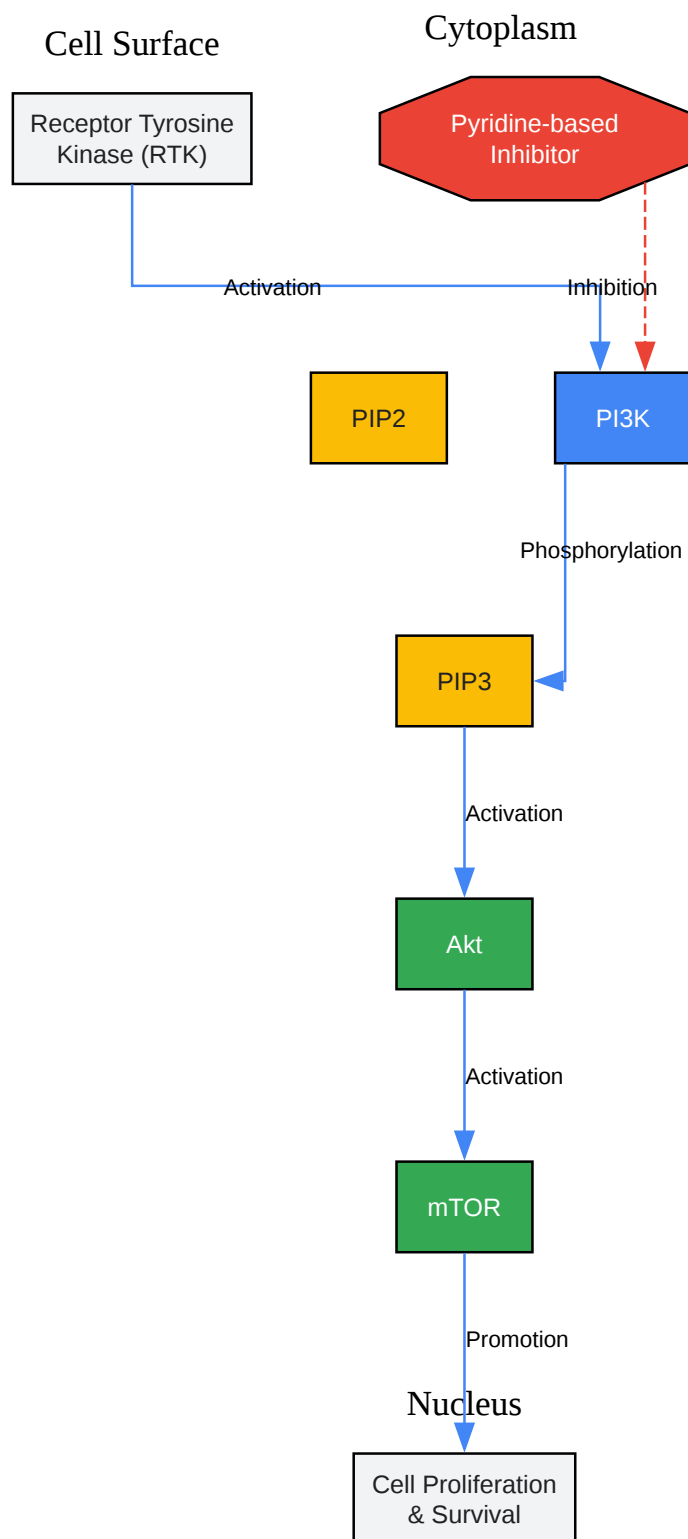 Cell Surface
Cytoplasm
Receptor Tyrosine
Kinase (RTK)
Pyridine-based
Inhibitor
Activation
Inhibition
PIP2
PI3K
Phosphorylation
PIP3
Activation
Akt
Activation
mTOR
Promotion
Nucleus
Cell Proliferation
& Survival